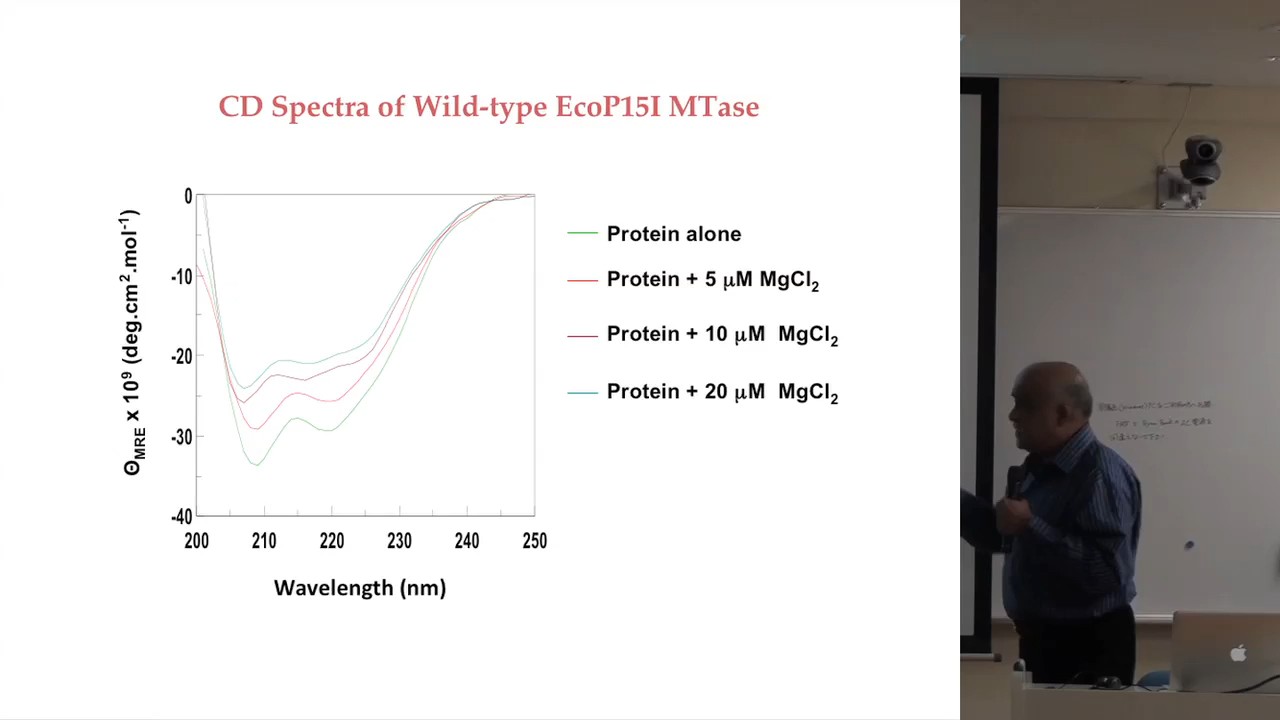 CD Spectra of Wild-type EcoP15I MTase
ΘMRE x 10⁹ (deg.cm².mol⁻¹)
0
-10
-20
-30
-40
200 210 220 230 240 250
Wavelength (nm)
Protein alone
Protein + 5 μM MgCl₂
Protein + 10 μM MgCl₂
Protein + 20 μM MgCl₂